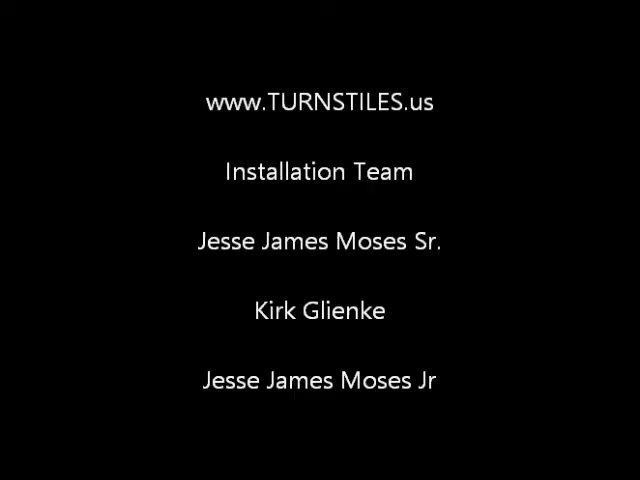 www.TURNSTILES.us
Installation Team
Jesse James Moses Sr.
Kirk Glienke
Jesse James Moses Jr